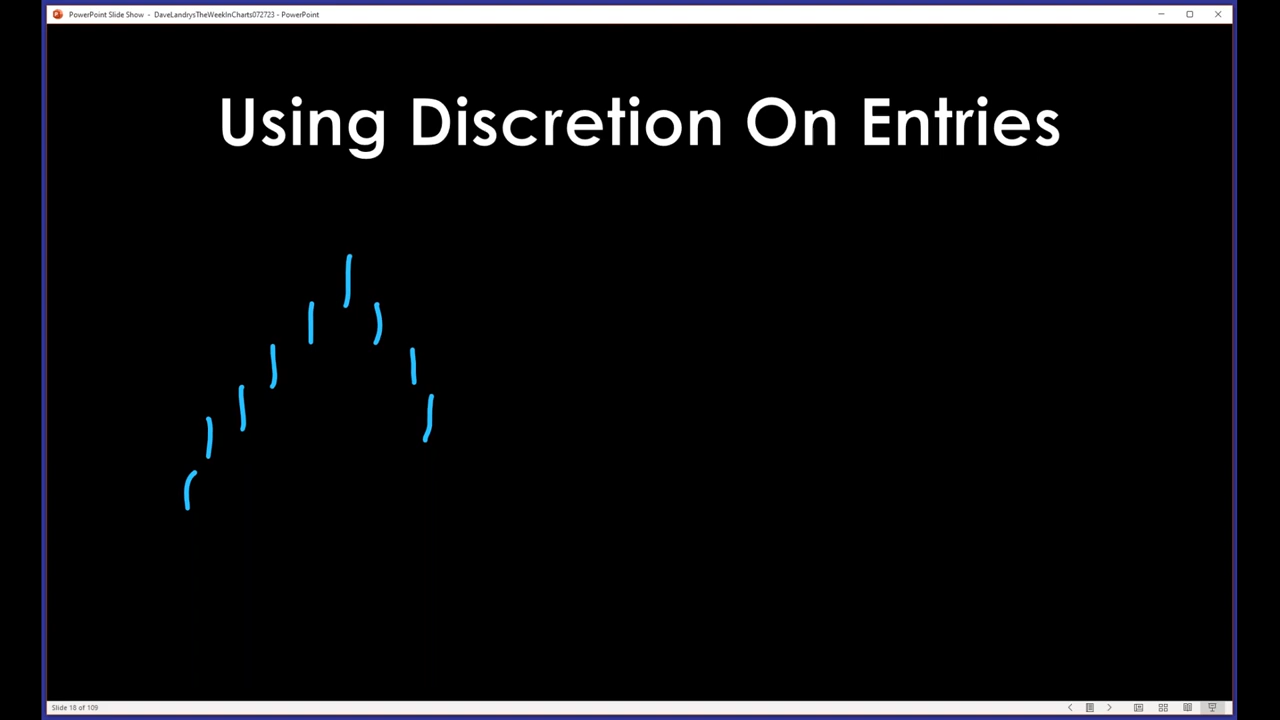 PowerPoint Slide Show - DaveLandrysTheWeekInCharts072723 - PowerPoint
Using Discretion On Entries
Slide 18 of 109